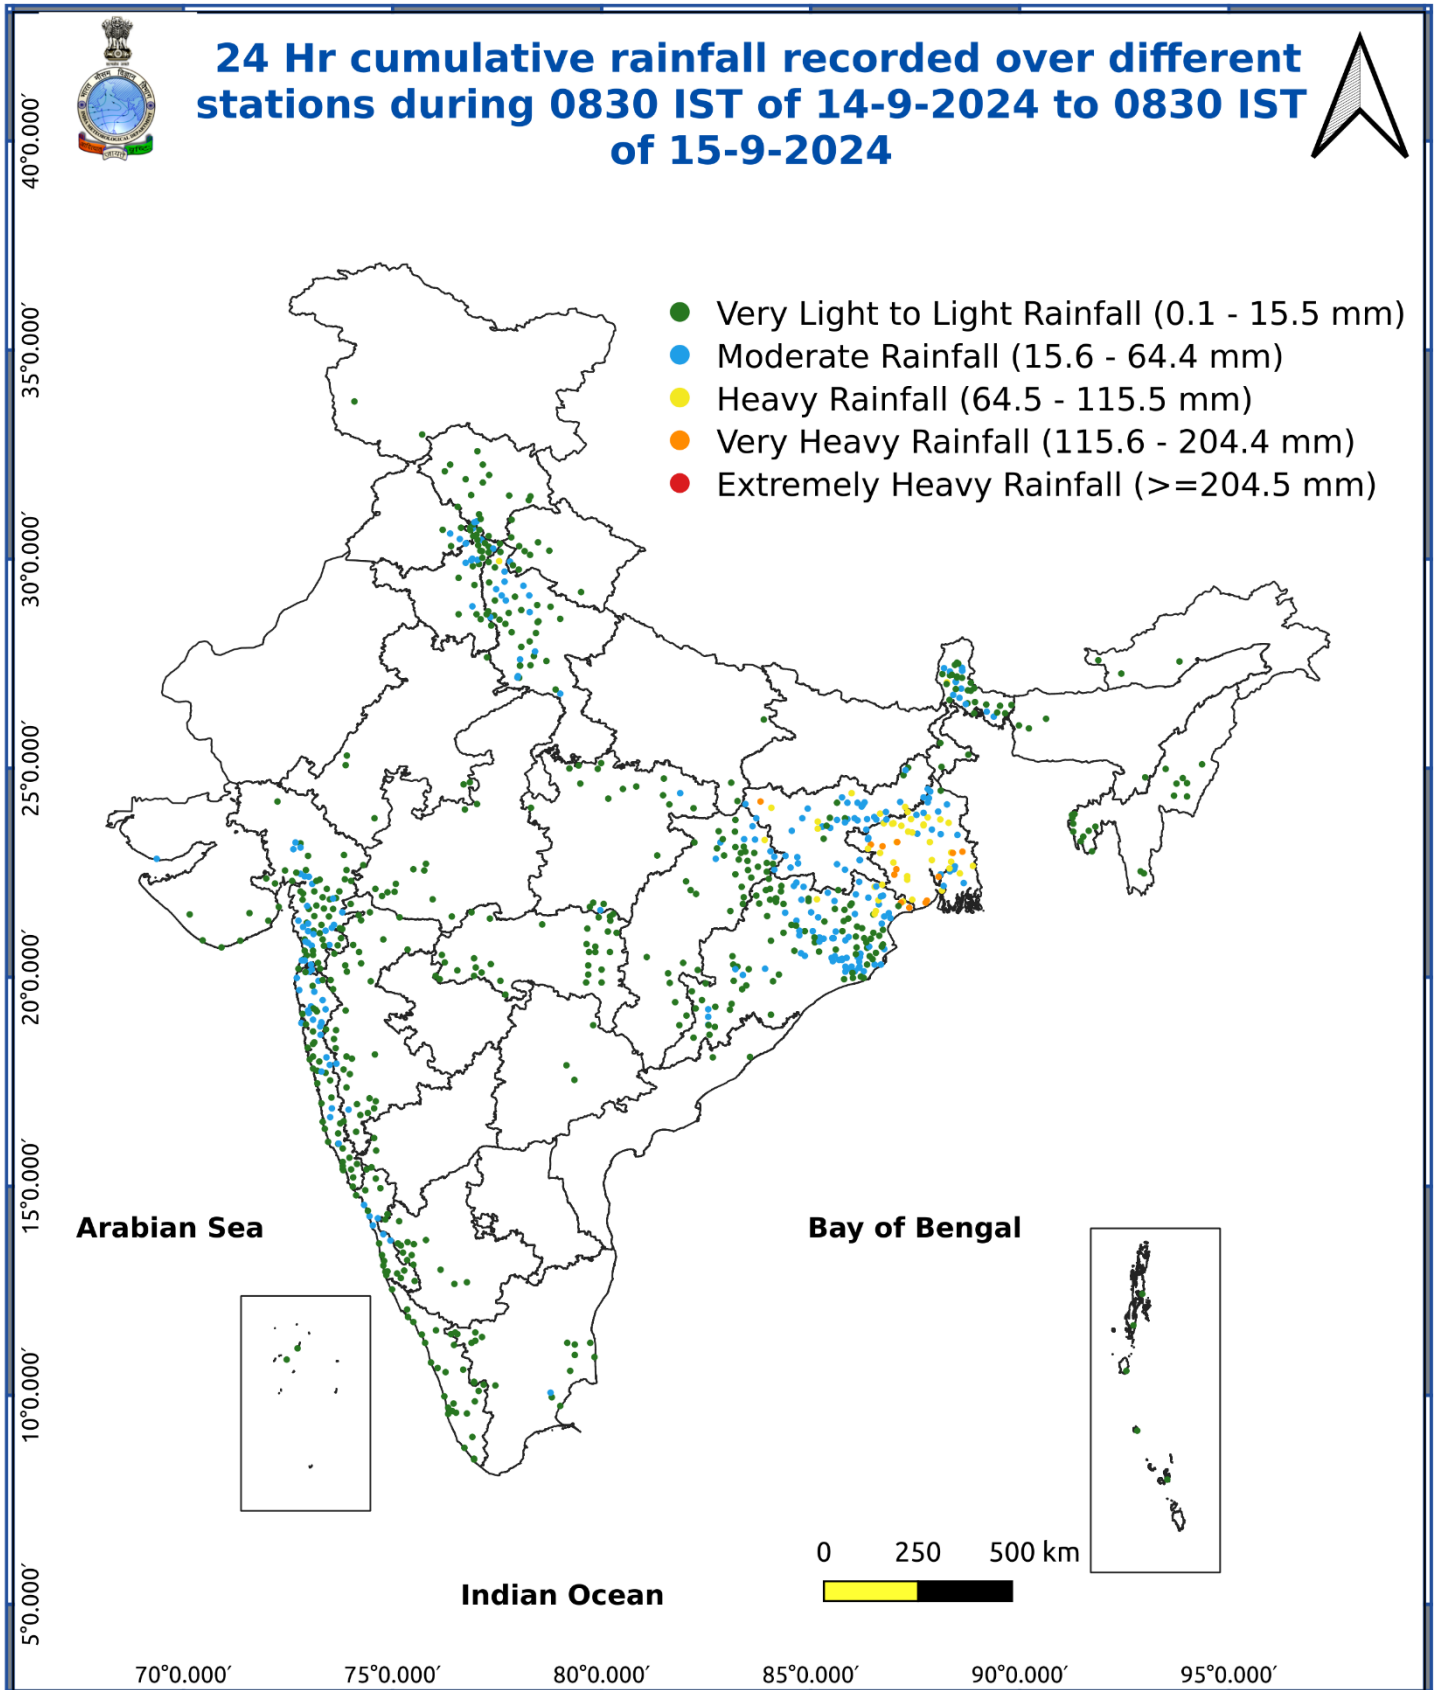 24 Hr cumulative rainfall recorded over different
stations during 0830 IST of 14-9-2024 to 0830 IST
of 15-9-2024
Very Light to Light Rainfall (0.1 - 15.5 mm)
Moderate Rainfall (15.6 - 64.4 mm)
Heavy Rainfall (64.5 - 115.5 mm)
Very Heavy Rainfall (115.6 - 204.4 mm)
Extremely Heavy Rainfall (>=204.5 mm)
40°0.000′
35°0.000′
30°0.000′
25°0.000′
20°0.000′
15°0.000′
10°0.000′
5°0.000′
Arabian Sea
Bay of Bengal
Indian Ocean
0 250 500 km
70°0.000′ 75°0.000′ 80°0.000′ 85°0.000′ 90°0.000′ 95°0.000′